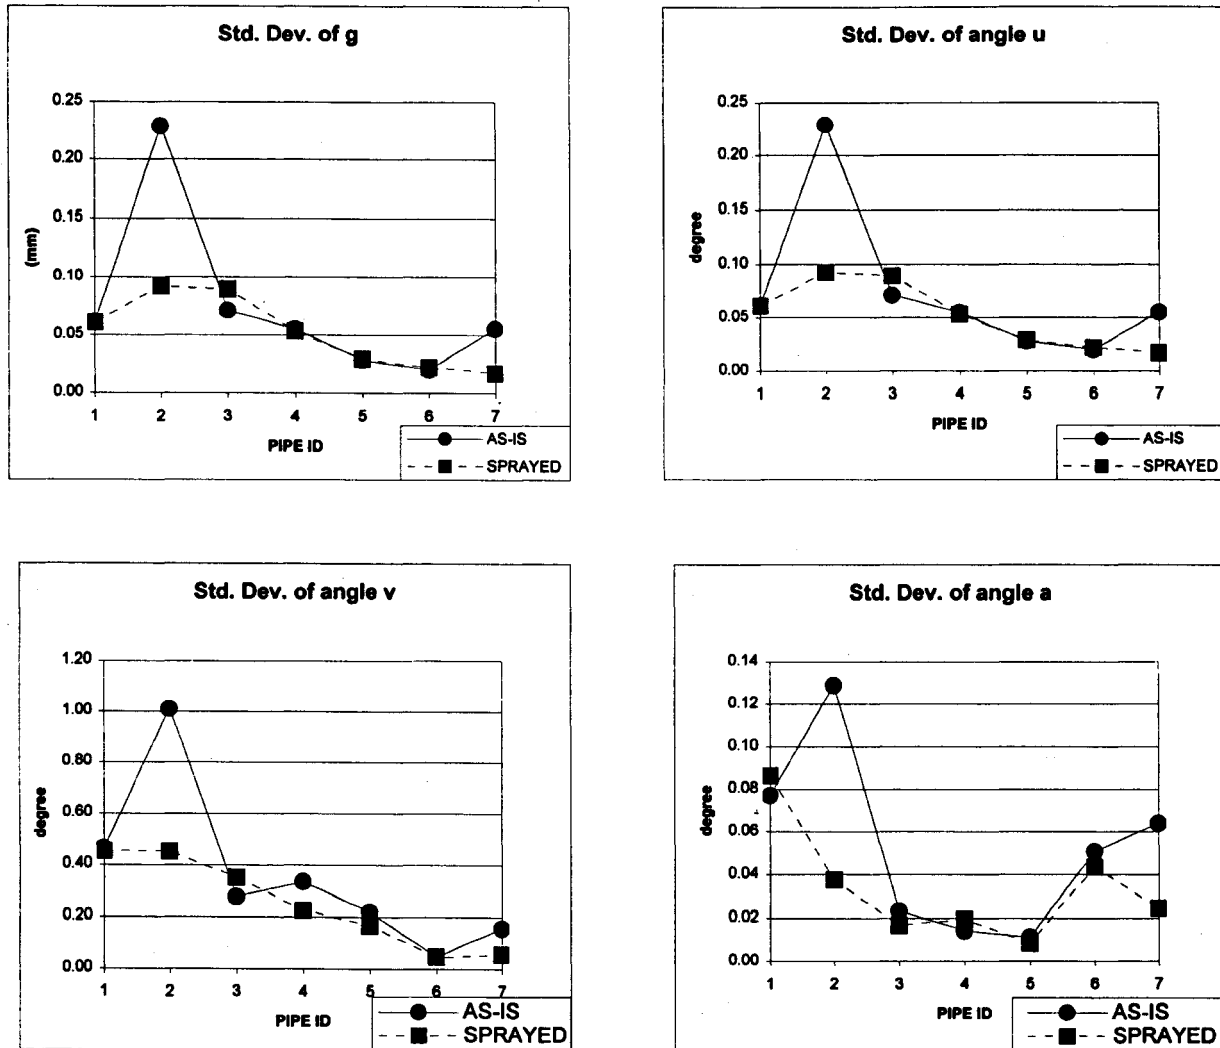 Std. Dev. of g
0.25
0.20
0.15
0.10
0.05
0.00
(mm)
1 2 3 4 5 6 7
PIPE ID
AS-IS
SPRAYED
Std. Dev. of angle u
0.25
0.20
0.15
0.10
0.05
0.00
degree
1 2 3 4 5 6 7
PIPE ID
AS-IS
SPRAYED
Std. Dev. of angle v
1.20
1.00
0.80
0.60
0.40
0.20
0.00
degree
1 2 3 4 5 6 7
PIPE ID
AS-IS
SPRAYED
Std. Dev. of angle a
0.14
0.12
0.10
0.08
0.06
0.04
0.02
0.00
degree
1 2 3 4 5 6 7
PIPE ID
AS-IS
SPRAYED